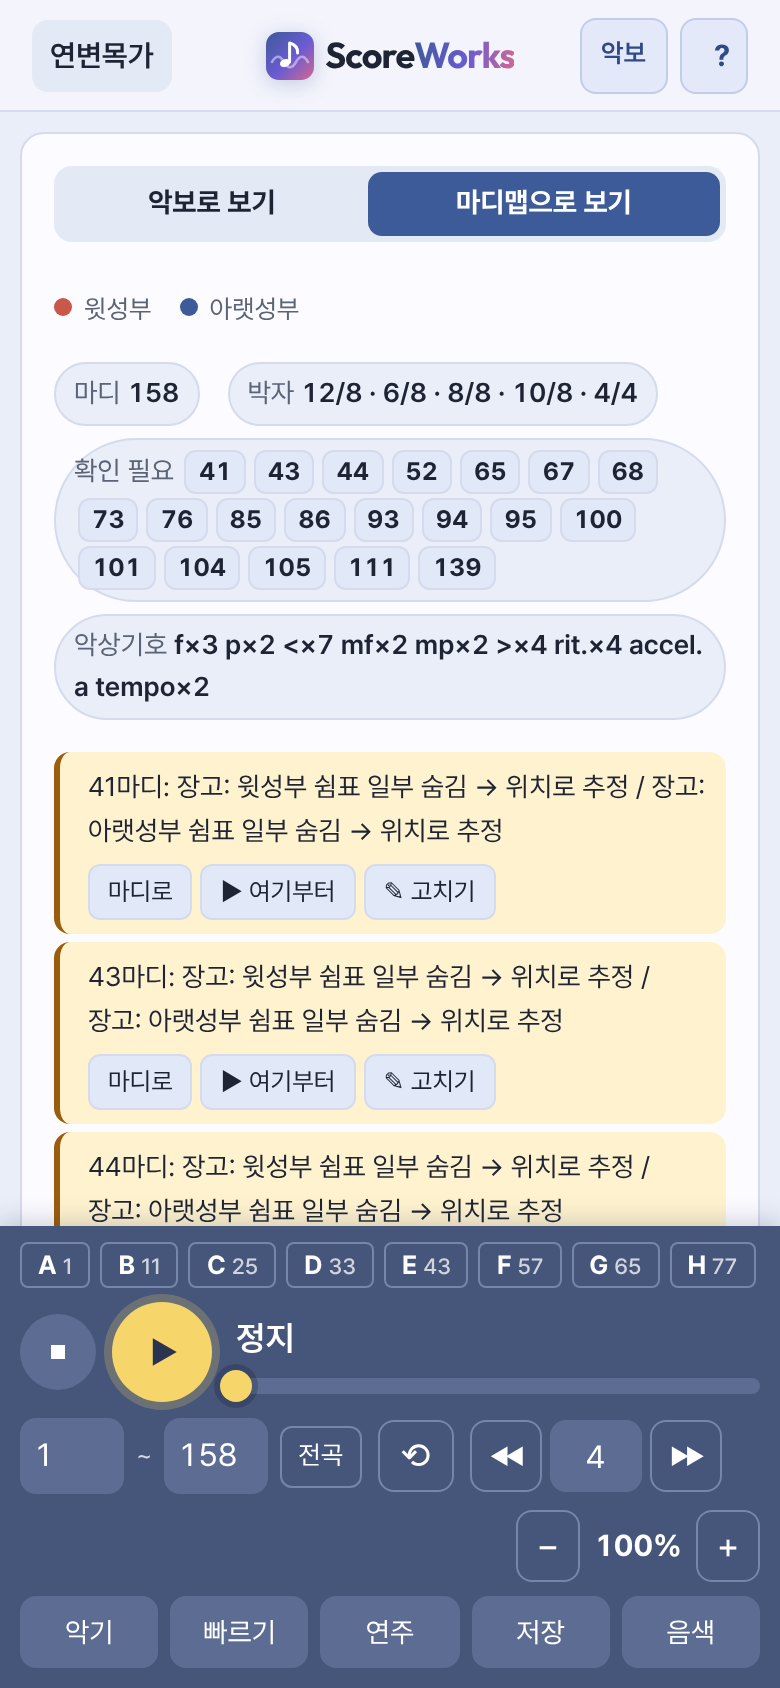 연변목가 ScoreWorks 악보 ?
악보로 보기 마디맵으로 보기
윗성부 아랫성부
마디 158 박자 12/8 · 6/8 · 8/8 · 10/8 · 4/4
확인 필요 41 43 44 52 65 67 68
73 76 85 86 93 94 95 100
101 104 105 111 139
악상기호 f×3 p×2 <×7 mf×2 mp×2 >×4 rit.×4 accel.
a tempo×2
41마디: 장고: 윗성부 쉼표 일부 숨김 → 위치로 추정 / 장고:
아랫성부 쉼표 일부 숨김 → 위치로 추정
마디로 ▶ 여기부터 ✎ 고치기
43마디: 장고: 윗성부 쉼표 일부 숨김 → 위치로 추정 /
장고: 아랫성부 쉼표 일부 숨김 → 위치로 추정
마디로 ▶ 여기부터 ✎ 고치기
44마디: 장고: 윗성부 쉼표 일부 숨김 → 위치로 추정 /
장고: 아랫성부 쉼표 일부 숨김 → 위치로 추정
A 1 B 11 C 25 D 33 E 43 F 57 G 65 H 77
정지
1 ~ 158 전곡 4
− 100% +
악기 빠르기 연주 저장 음색